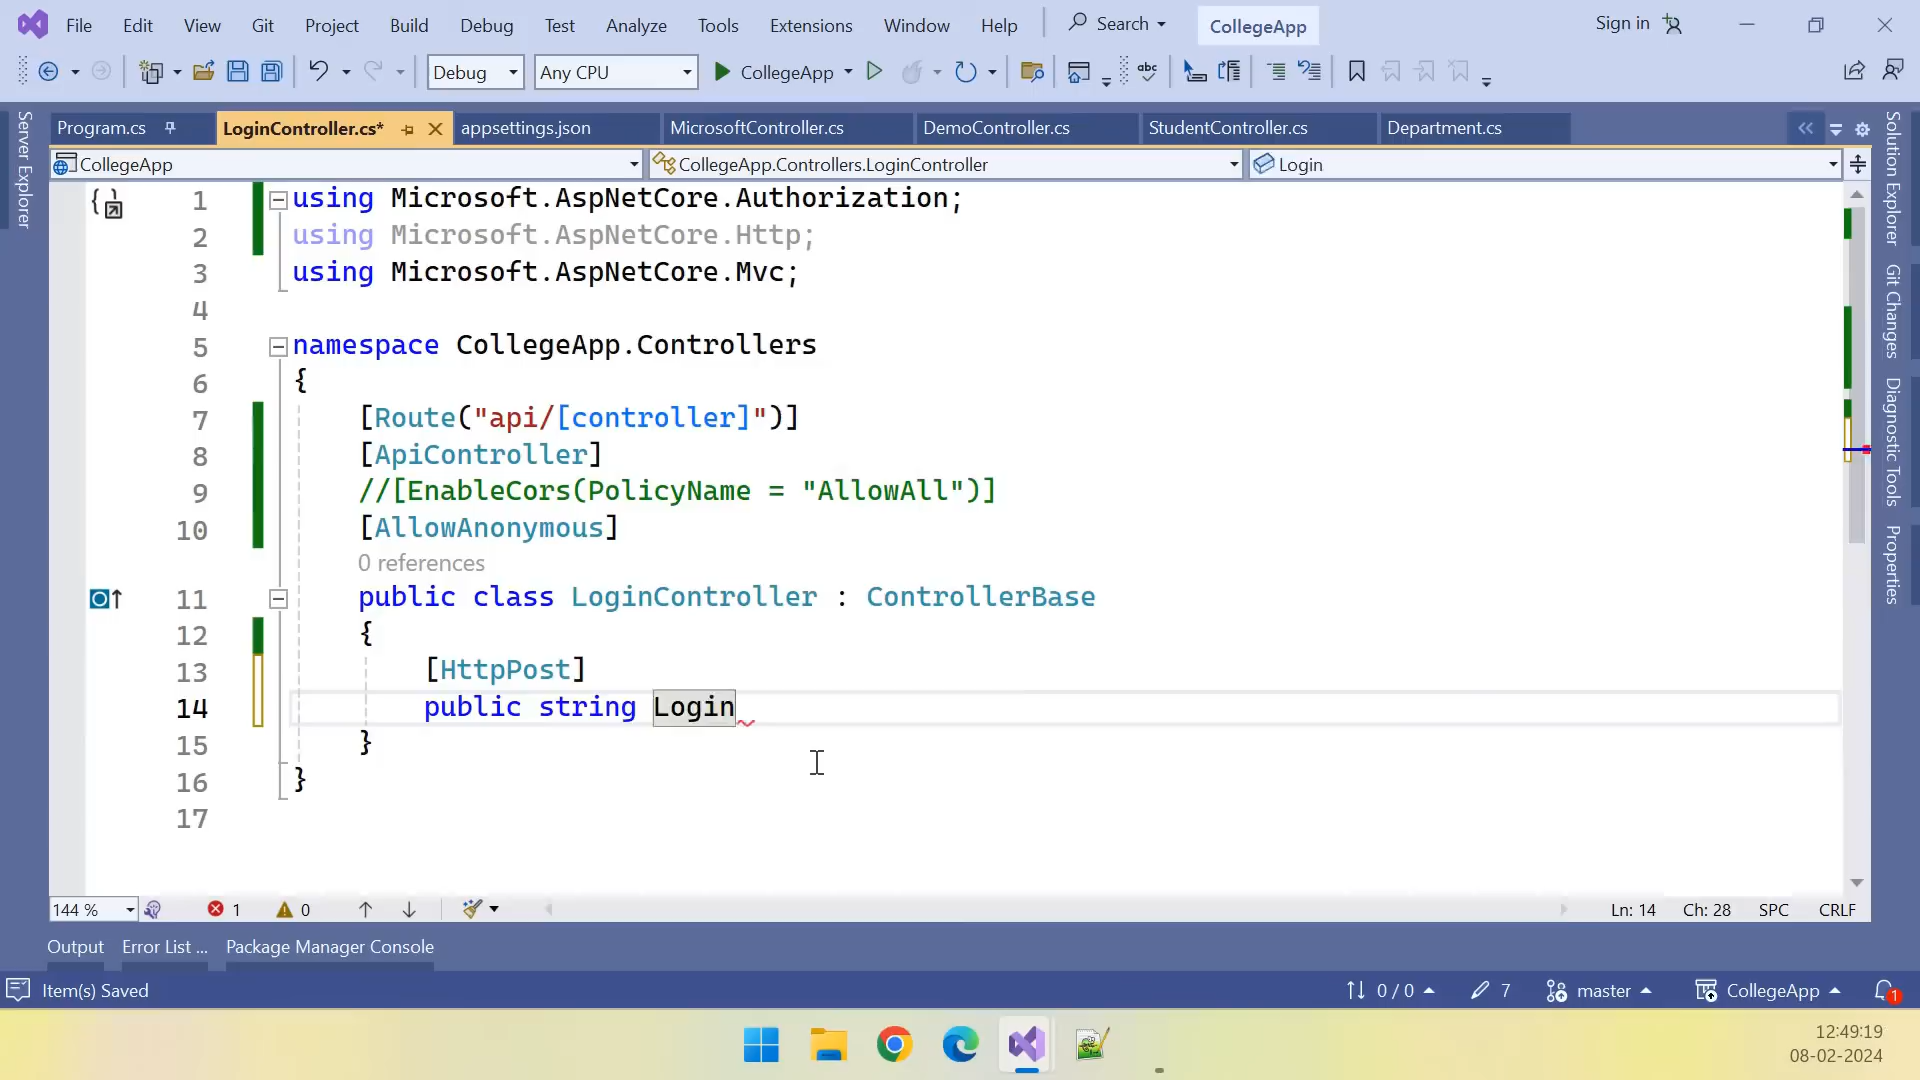 File Edit View Git Project Build Debug Test Analyze Tools Extensions Window Help Search CollegeApp Sign in
Debug Any CPU CollegeApp abc
Program.cs LoginController.cs* appsettings.json MicrosoftController.cs DemoController.cs StudentController.cs Department.cs
CollegeApp CollegeApp.Controllers.LoginController Login
Server Explorer
1 using Microsoft.AspNetCore.Authorization;
2 using Microsoft.AspNetCore.Http;
3 using Microsoft.AspNetCore.Mvc;
4
5 namespace CollegeApp.Controllers
6 {
7 [Route("api/[controller]")]
8 [ApiController]
9 //[EnableCors(PolicyName = "AllowAll")]
10 [AllowAnonymous]
0 references
11 public class LoginController : ControllerBase
12 {
13 [HttpPost]
14 public string Login
15 }
16 }
17
Solution Explorer
Git Changes
Diagnostic Tools
Properties
144 % 1 0 Ln: 14 Ch: 28 SPC CRLF
Output Error List ... Package Manager Console
Item(s) Saved 0 / 0 7 master CollegeApp 1
12:49:19
08-02-2024